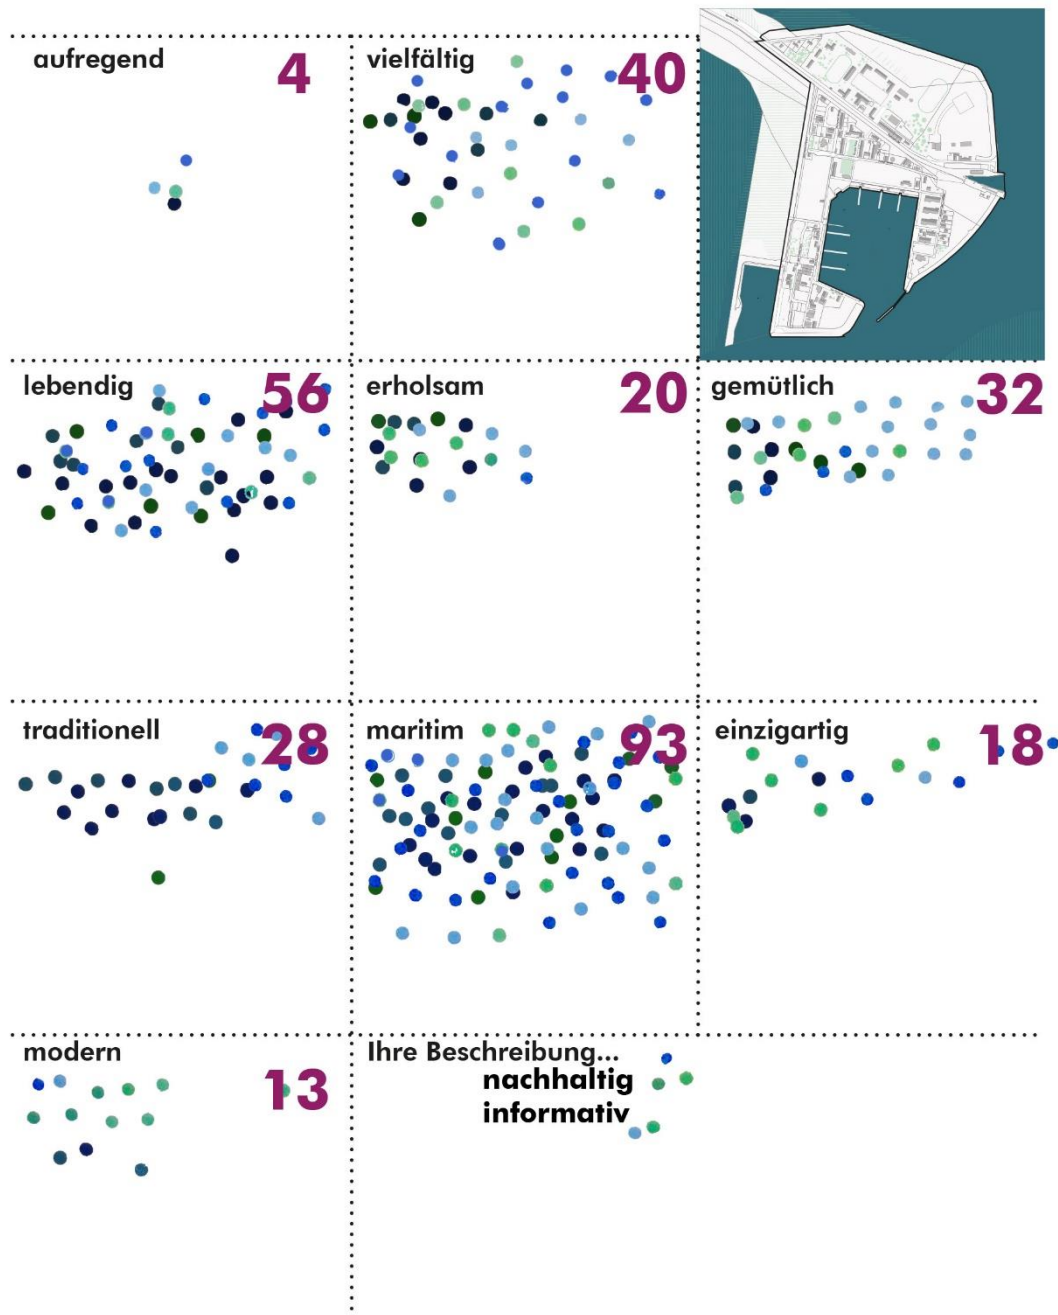 aufregend
4
vielfältig
40
lebendig
56
erholsam
20
gemütlich
32
traditionell
28
maritim
93
einzigartig
18
modern
13
Ihre Beschreibung...
nachhaltig
informativ